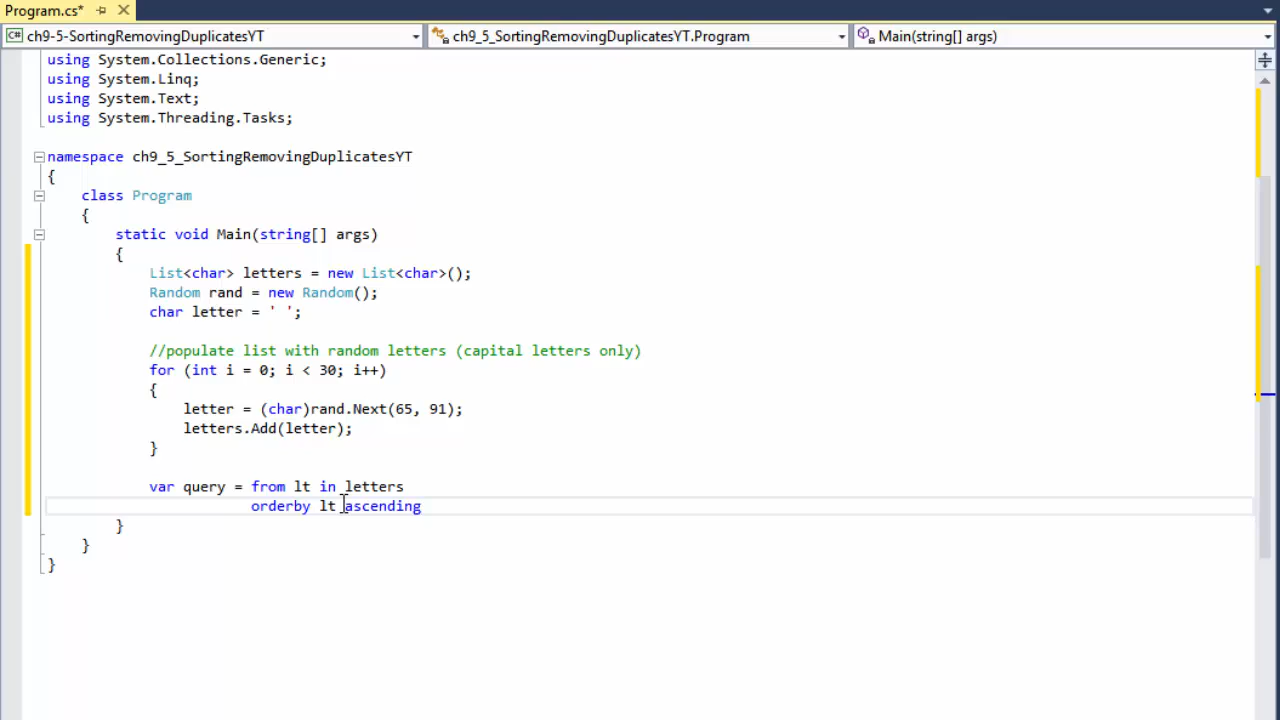 Program.cs*
ch9-5-SortingRemovingDuplicatesYT ch9_5_SortingRemovingDuplicatesYT.Program Main(string[] args)
using System.Collections.Generic;
using System.Linq;
using System.Text;
using System.Threading.Tasks;
namespace ch9_5_SortingRemovingDuplicatesYT
{
class Program
{
static void Main(string[] args)
{
List<char> letters = new List<char>();
Random rand = new Random();
char letter = ' ';
//populate list with random letters (capital letters only)
for (int i = 0; i < 30; i++)
{
letter = (char)rand.Next(65, 91);
letters.Add(letter);
}
var query = from lt in letters
orderby lt ascending
}
}
}